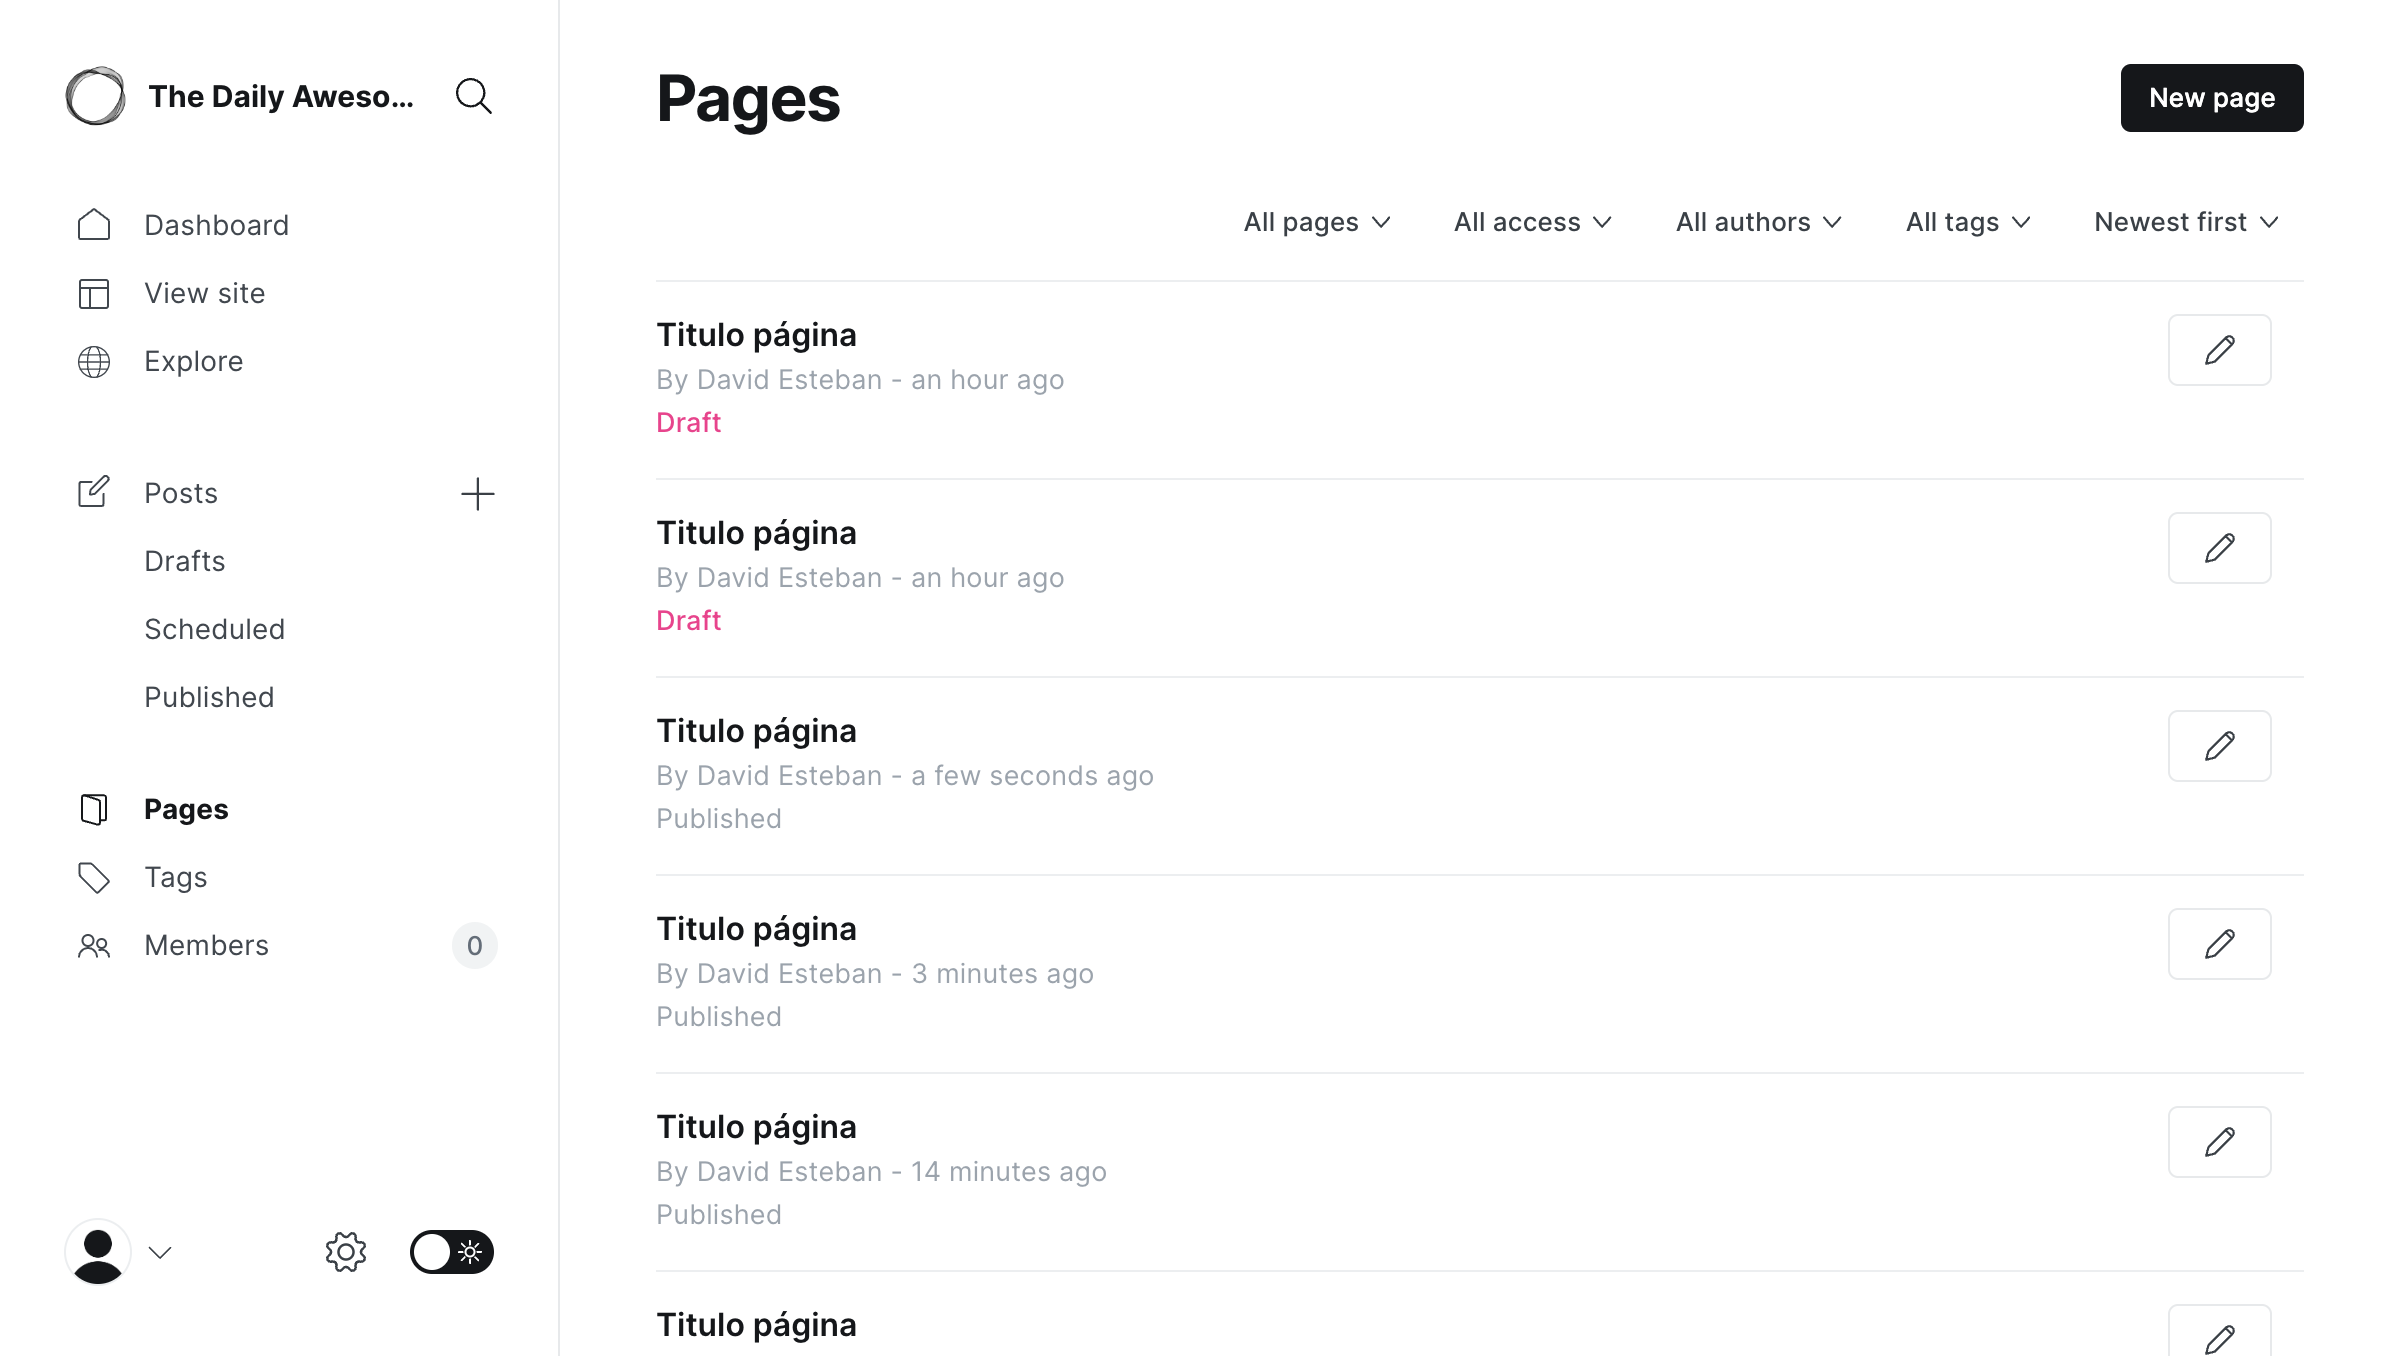 The Daily Aweso...
Dashboard
View site
Explore
Posts
Drafts
Scheduled
Published
Pages
Tags
Members 0
Pages
New page
All pages All access All authors All tags Newest first
Titulo página
By David Esteban - an hour ago
Draft
Titulo página
By David Esteban - an hour ago
Draft
Titulo página
By David Esteban - a few seconds ago
Published
Titulo página
By David Esteban - 3 minutes ago
Published
Titulo página
By David Esteban - 14 minutes ago
Published
Titulo página